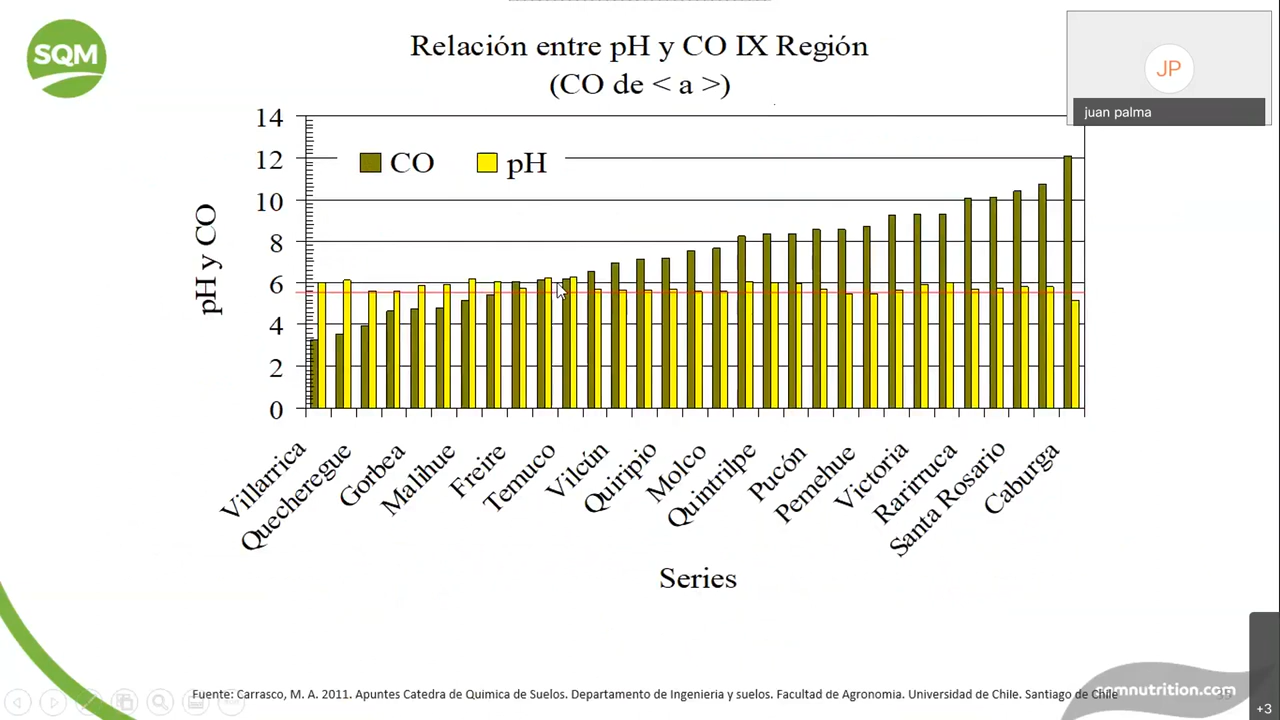 SQM
Relación entre pH y CO IX Región
(CO de < a >)
JP
juan palma
14
12
10
8
6
4
2
0
CO
pH
pH y CO
Villarrica
Quecheregue
Gorbea
Malihue
Freire
Temuco
Vilcún
Quiripio
Molco
Quintrilpe
Pucón
Pemehue
Victoria
Rarirruca
Santa Rosario
Caburga
Series
Fuente: Carrasco, M. A. 2011. Apuntes Catedra de Quimica de Suelos. Departamento de Ingenieria y suelos. Facultad de Agronomia. Universidad de Chile. Santiago de Chile
sqmnutrition.com
+3